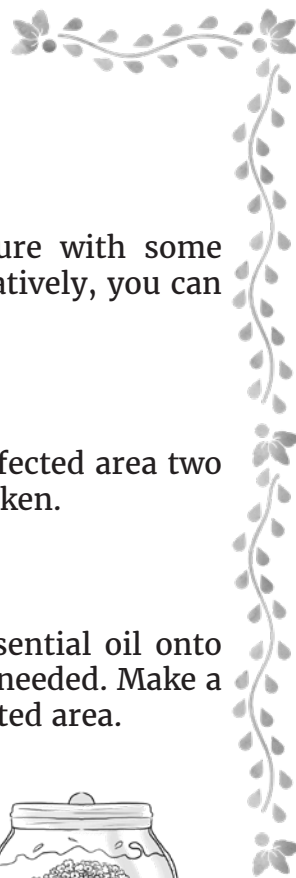 ure with some
atively, you can
fected area two
ken.
sential oil onto
needed. Make a
ted area.